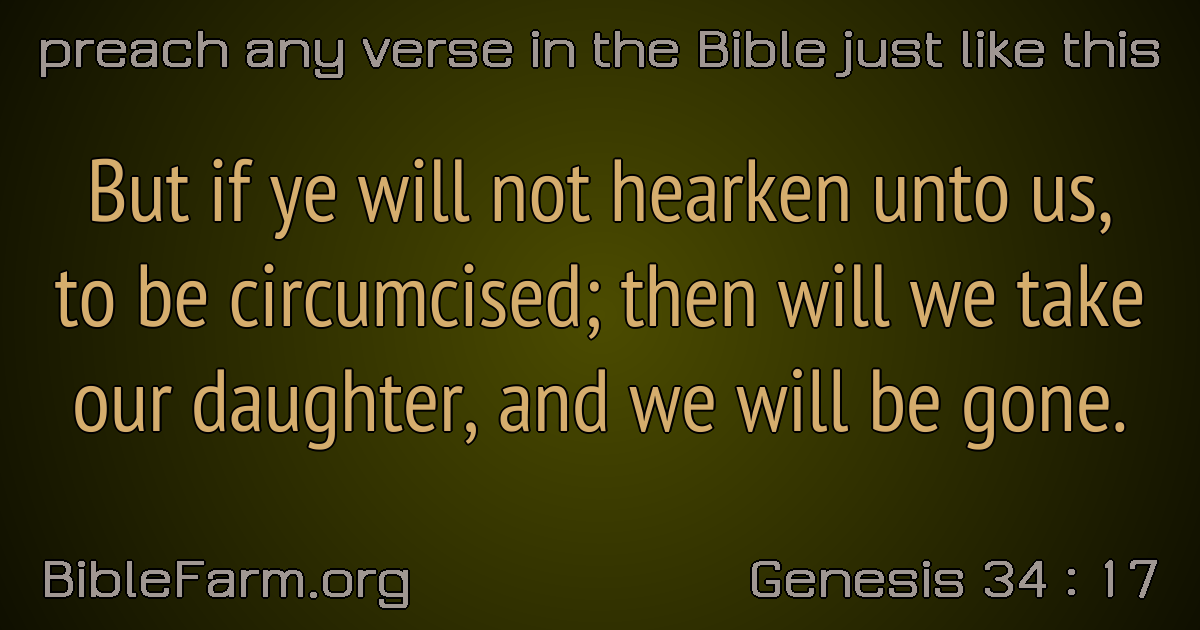 preach any verse in the Bible just like this
But if ye will not hearken unto us,
to be circumcised; then will we take
our daughter, and we will be gone.
BibleFarm.org
Genesis 34 : 17